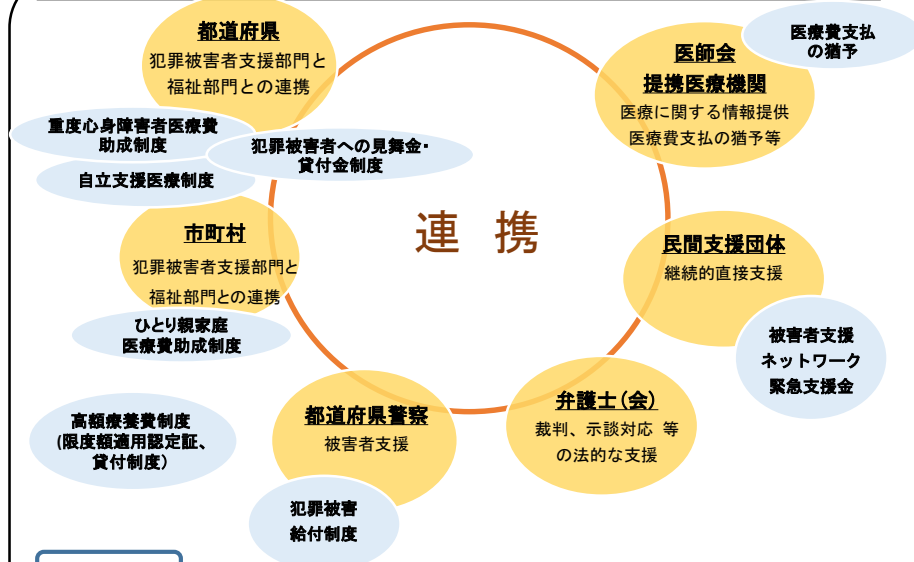 都道府県
犯罪被害者支援部門と
福祉部門との連携
重度心身障害者医療費
助成制度
犯罪被害者への見舞金・
貸付金制度
自立支援医療制度
市町村
犯罪被害者支援部門と
福祉部門との連携
ひとり親家庭
医療費助成制度
高額療養費制度
(限度額適用認定証、
貸付制度)
都道府県警察
被害者支援
犯罪被害
給付制度
連 携
医療費支払
の猶予
医師会
提携医療機関
医療に関する情報提供
医療費支払の猶予等
民間支援団体
継続的直接支援
被害者支援
ネットワーク
緊急支援金
弁護士(会)
裁判、示談対応 等
の法的な支援